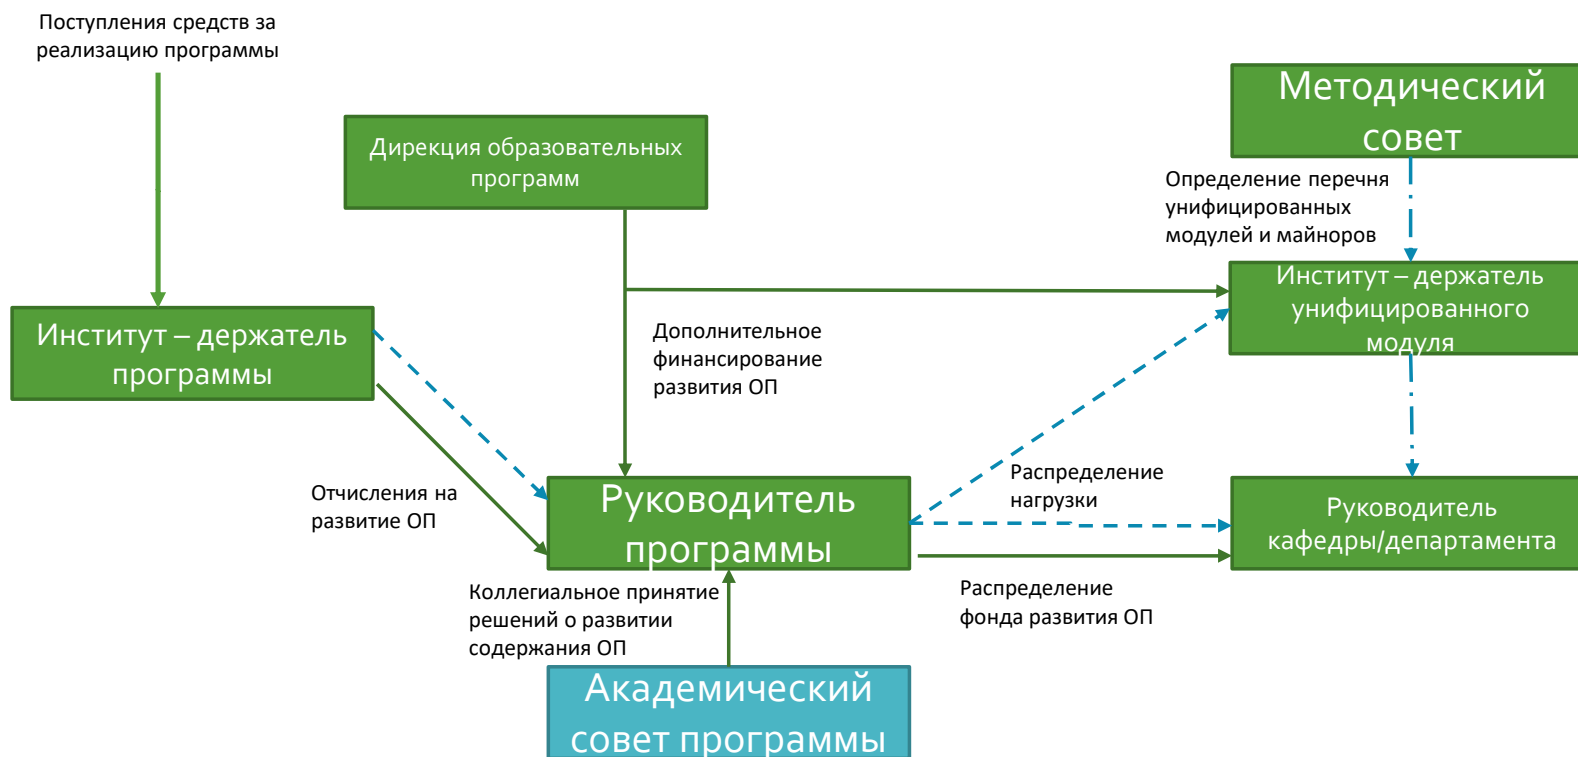 Поступления средств за
реализацию программы
Методический
совет
Дирекция образовательных
программ
Определение перечня
унифицированных
модулей и майноров
Институт – держатель
унифицированного
модуля
Институт – держатель
программы
Дополнительное
финансирование
развития ОП
Отчисления на
развитие ОП
Руководитель
программы
Распределение
нагрузки
Руководитель
кафедры/департамента
Коллегиальное принятие
решений о развитии
содержания ОП
Распределение
фонда развития ОП
Академический
совет программы